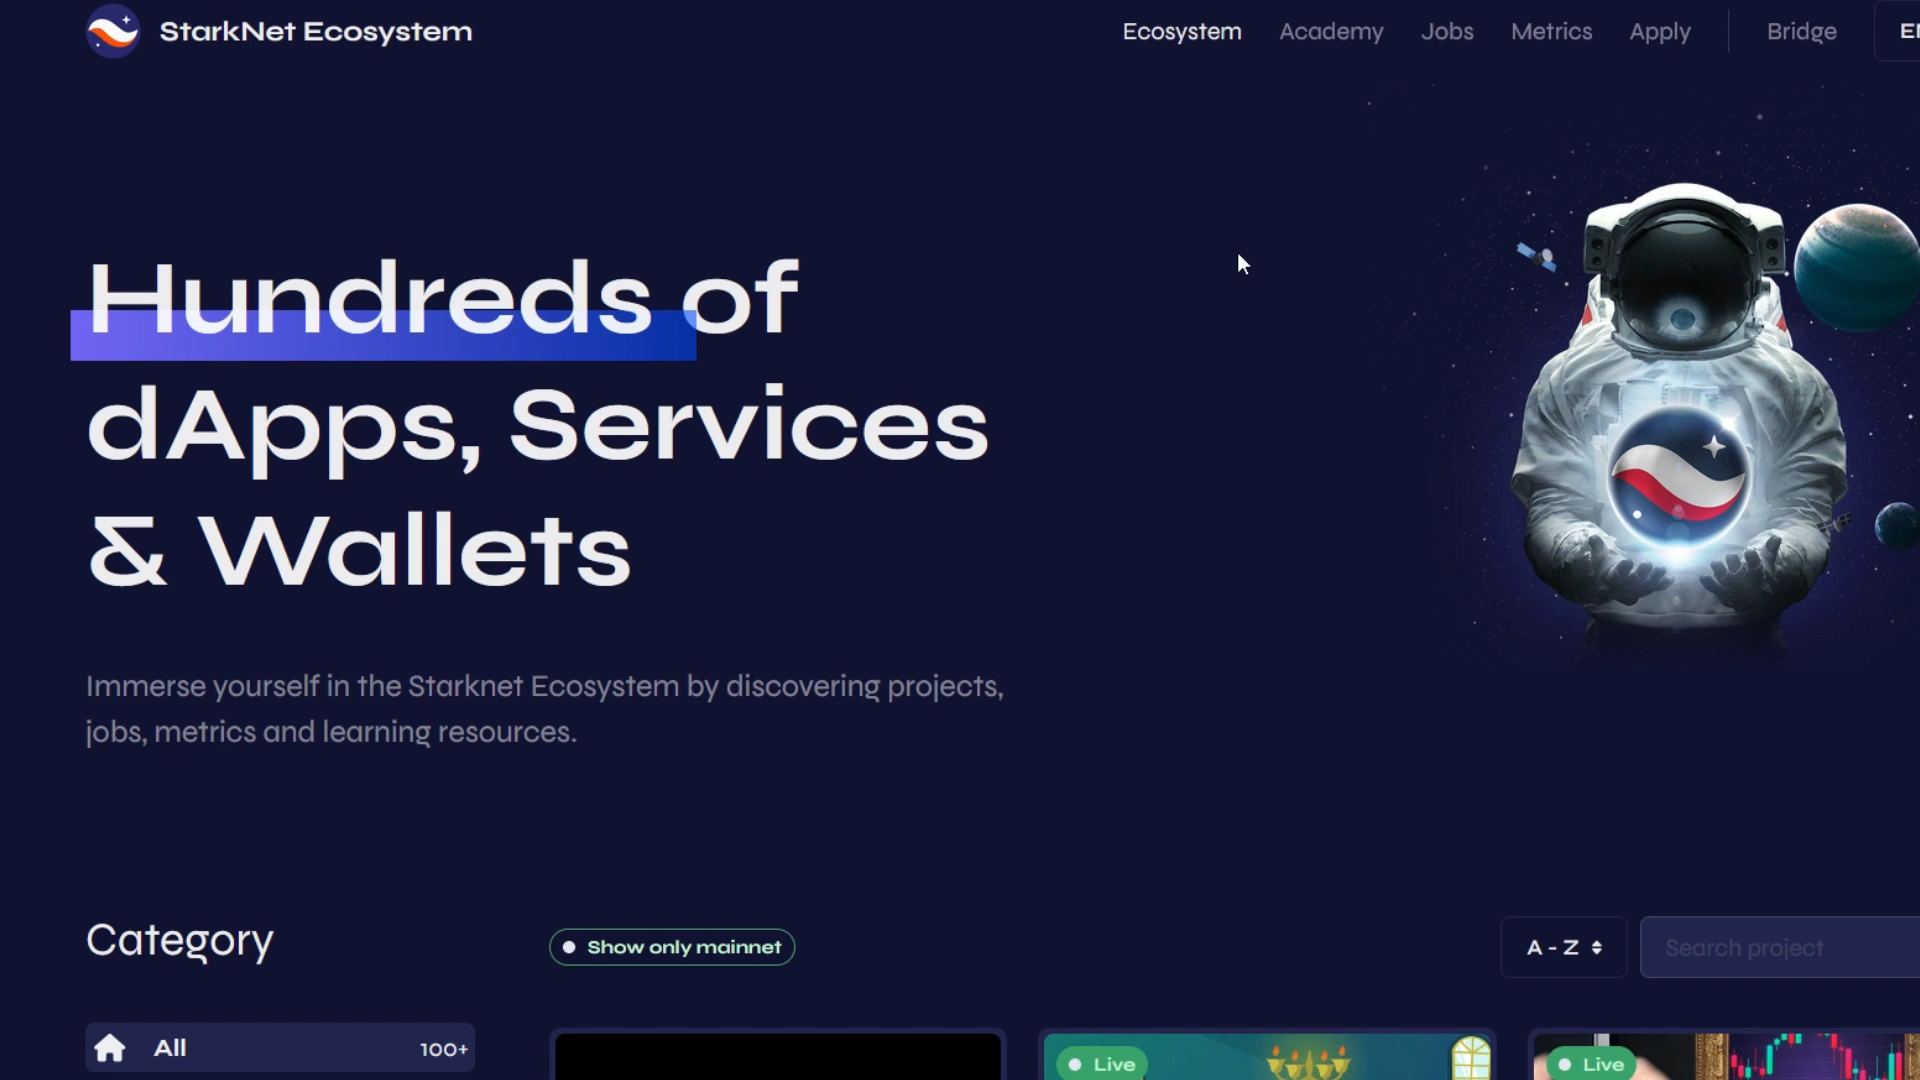 StarkNet Ecosystem
Ecosystem Academy Jobs Metrics Apply Bridge
Hundreds of
dApps, Services
& Wallets
Immerse yourself in the Starknet Ecosystem by discovering projects,
jobs, metrics and learning resources.
Category
Show only mainnet
A - Z
Search project
All 100+
Live
Live